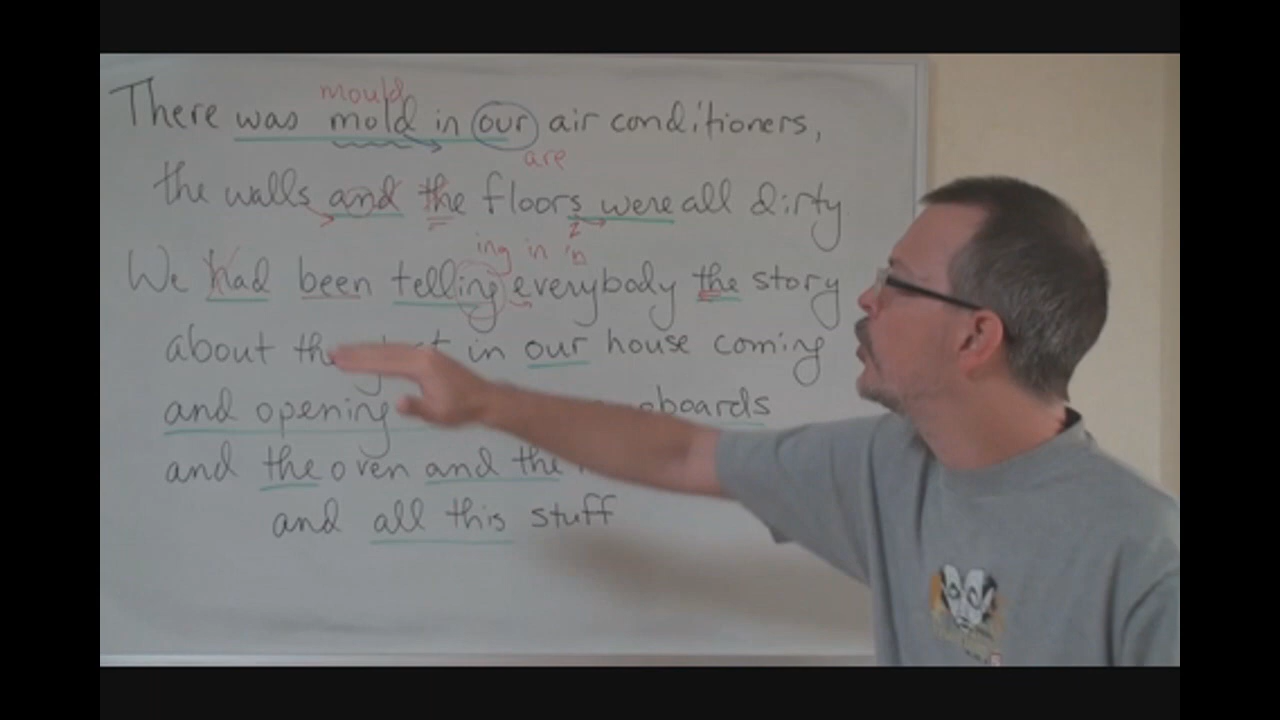 mould
There was mold in our air conditioners,
are
the walls and the floors were all dirty
z
ing in 'n
We had been telling everybody the story
about the in our house coming
and opening
and the oven and the
and all this stuff